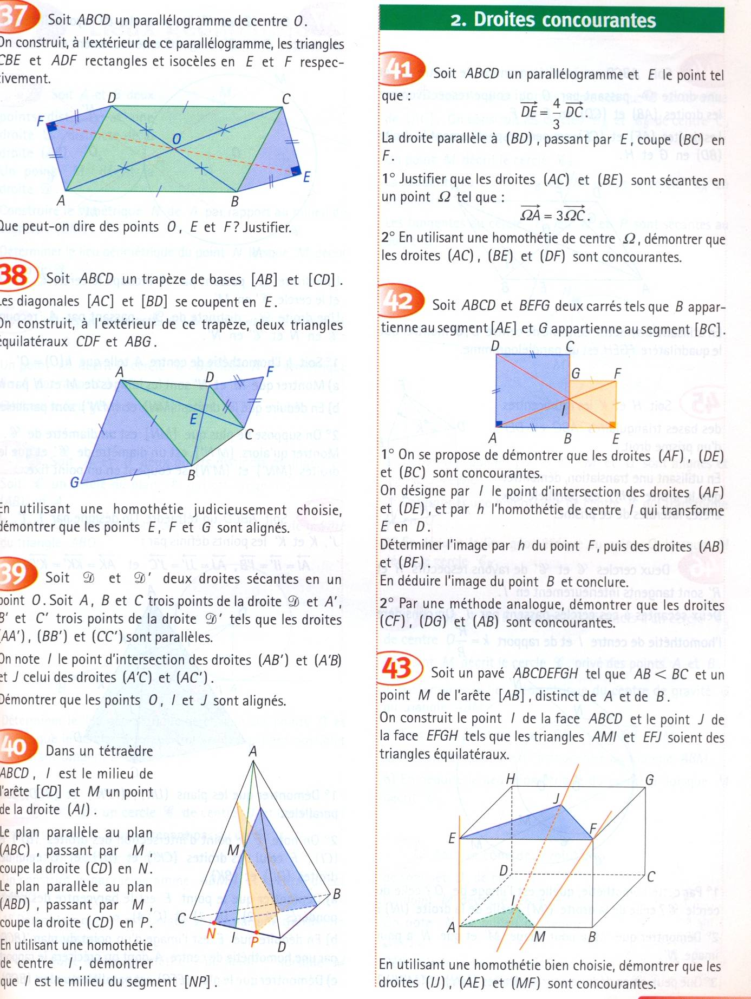 37 Soit ABCD un parallélogramme de centre O.
On construit, à l'extérieur de ce parallélogramme, les triangles
CBE et ADF rectangles et isocèles en E et F respec-
tivement.
D
C
F
O
E
A
B
Que peut-on dire des points O, E et F ? Justifier.
38 Soit ABCD un trapèze de bases [AB] et [CD].
Les diagonales [AC] et [BD] se coupent en E.
On construit, à l'extérieur de ce trapèze, deux triangles
équilatéraux CDF et ABG.
A
D
F
E
C
G
B
En utilisant une homothétie judicieusement choisie,
démontrer que les points E, F et G sont alignés.
39 Soit 𝒟 et 𝒟' deux droites sécantes en un
point O. Soit A, B et C trois points de la droite 𝒟 et A',
B' et C' trois points de la droite 𝒟' tels que les droites
(AA'), (BB') et (CC') sont parallèles.
On note I le point d'intersection des droites (AB') et (A'B)
et J celui des droites (A'C) et (AC').
Démontrer que les points O, I et J sont alignés.
40 Dans un tétraèdre
ABCD, I est le milieu de
l'arête [CD] et M un point
de la droite (AI).
Le plan parallèle au plan
(ABC), passant par M,
coupe la droite (CD) en N.
Le plan parallèle au plan
(ABD), passant par M,
coupe la droite (CD) en P.
En utilisant une homothétie
de centre I, démontrer
que I est le milieu du segment [NP].
A
M
B
C
N
I
P
D
2. Droites concourantes
41 Soit ABCD un parallélogramme et E le point tel
que :
DE = 4/3 DC.
La droite parallèle à (BD), passant par E, coupe (BC) en
F.
1° Justifier que les droites (AC) et (BE) sont sécantes en
un point Ω tel que :
ΩA = 3ΩC.
2° En utilisant une homothétie de centre Ω, démontrer que
les droites (AC), (BE) et (DF) sont concourantes.
42 Soit ABCD et BEFG deux carrés tels que B appar-
tienne au segment [AE] et G appartienne au segment [BC].
D
C
G
F
I
A
B
E
1° On se propose de démontrer que les droites (AF), (DE)
et (BC) sont concourantes.
On désigne par I le point d'intersection des droites (AF)
et (DE), et par h l'homothétie de centre I qui transforme
E en D.
Déterminer l'image par h du point F, puis des droites (AB)
et (BF).
En déduire l'image du point B et conclure.
2° Par une méthode analogue, démontrer que les droites
(CF), (DG) et (AB) sont concourantes.
43 Soit un pavé ABCDEFGH tel que AB < BC et un
point M de l'arête [AB], distinct de A et de B.
On construit le point I de la face ABCD et le point J de
la face EFGH tels que les triangles AMI et EFJ soient des
triangles équilatéraux.
H
G
J
E
F
D
C
I
A
M
B
En utilisant une homothétie bien choisie, démontrer que les
droites (IJ), (AE) et (MF) sont concourantes.